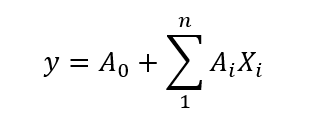 y = A₀ + ∑₁ⁿ AᵢXᵢ